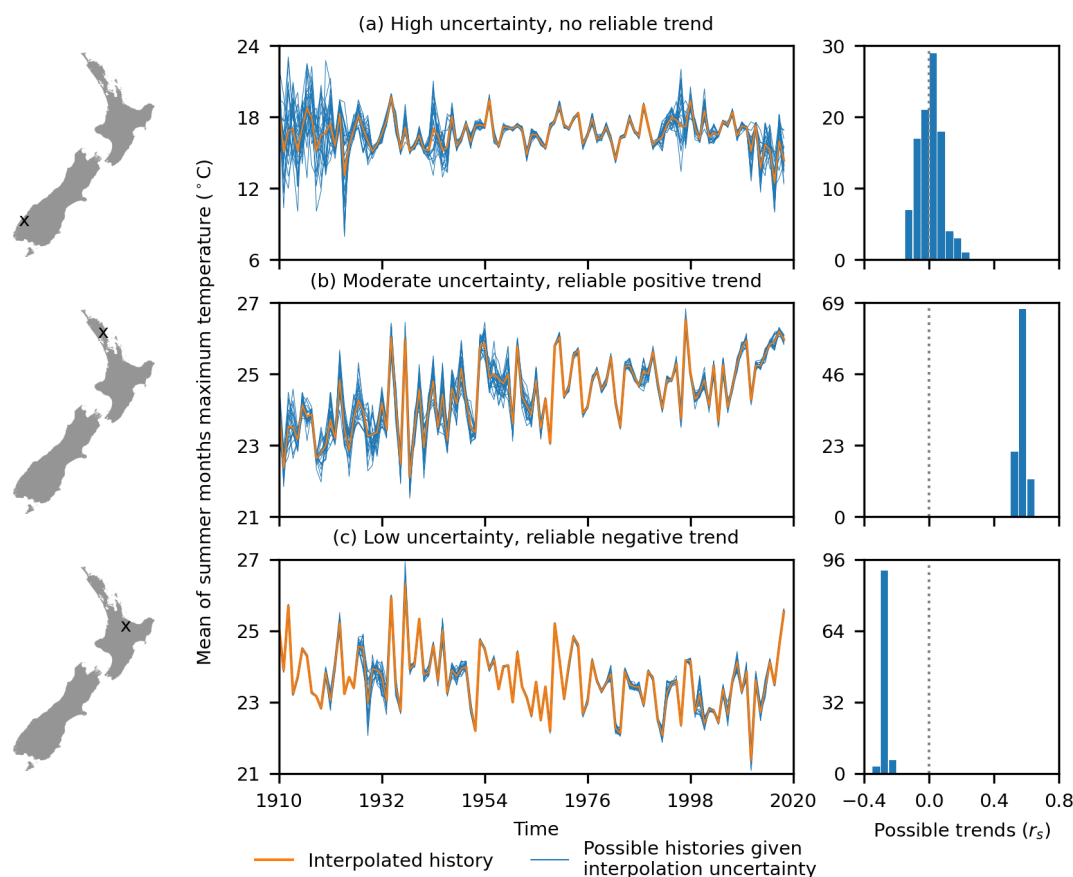 (a) High uncertainty, no reliable trend
24
18
12
6
30
20
10
0
x
Mean of summer months maximum temperature (°C)
(b) Moderate uncertainty, reliable positive trend
27
25
23
21
69
46
23
0
x
(c) Low uncertainty, reliable negative trend
27
25
23
21
96
64
32
0
x
1910 1932 1954 1976 1998 2020
−0.4 0.0 0.4 0.8
Time
Possible trends (rₛ)
Interpolated history
Possible histories given
interpolation uncertainty